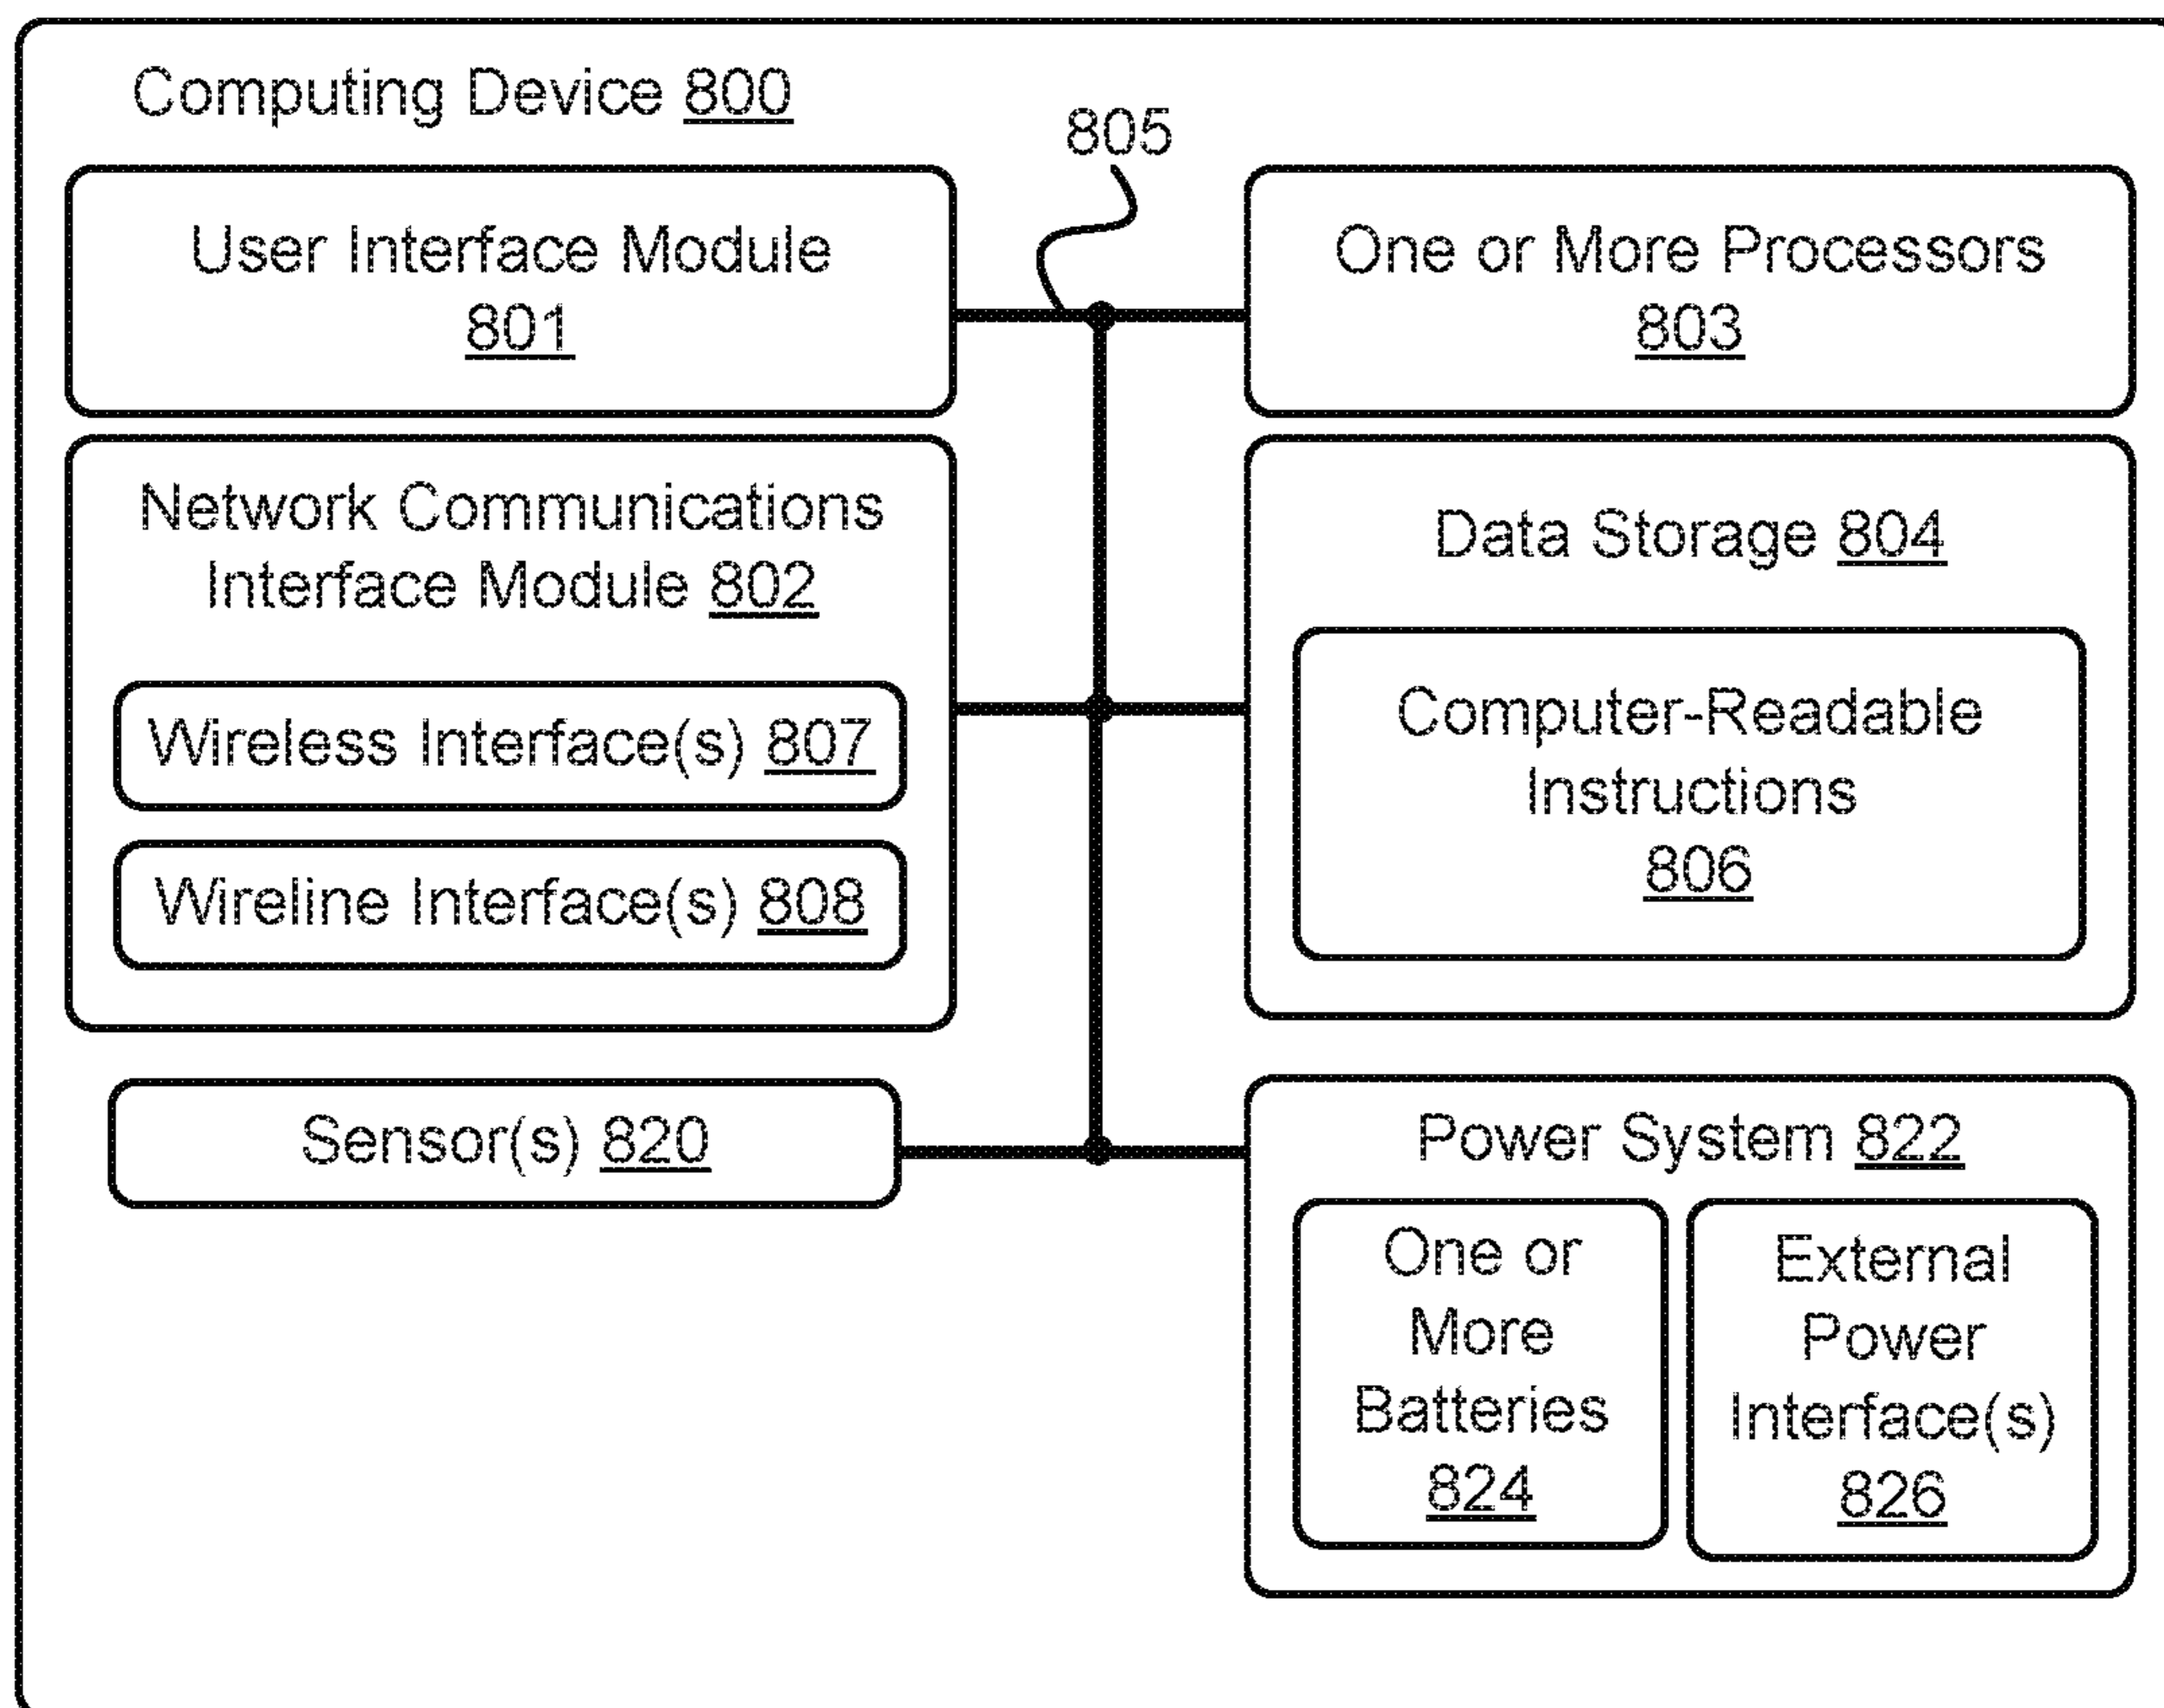 Computing Device 800
805
User Interface Module
801
One or More Processors
803
Network Communications
Interface Module 802
Wireless Interface(s) 807
Wireline Interface(s) 808
Data Storage 804
Computer-Readable
Instructions
806
Sensor(s) 820
Power System 822
One or
More
Batteries
824
External
Power
Interface(s)
826